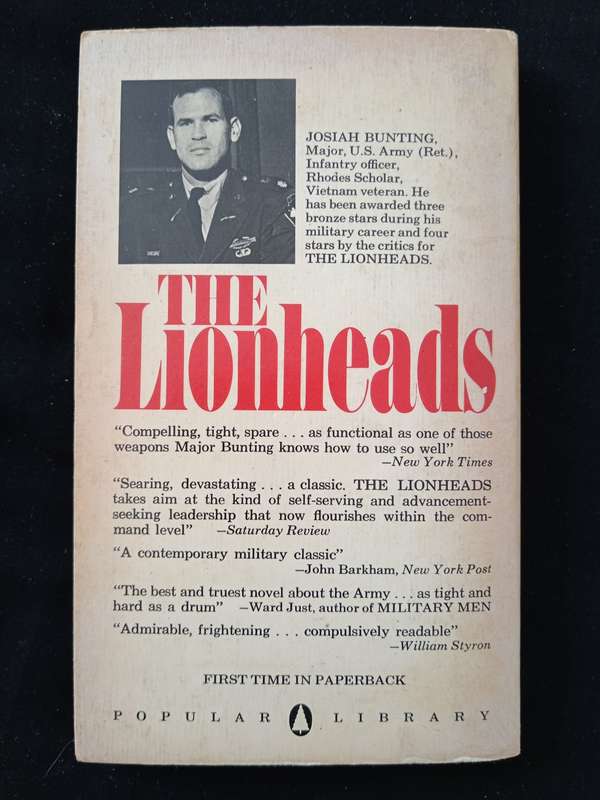 JOSIAH BUNTING,
Major, U.S. Army (Ret.),
Infantry officer,
Rhodes Scholar,
Vietnam veteran. He
has been awarded three
bronze stars during his
military career and four
stars by the critics for
THE LIONHEADS.
THE
Lionheads
“Compelling, tight, spare . . . as functional as one of those
weapons Major Bunting knows how to use so well”
—New York Times
“Searing, devastating . . . a classic. THE LIONHEADS
takes aim at the kind of self-serving and advancement-
seeking leadership that now flourishes within the com-
mand level” —Saturday Review
“A contemporary military classic”
—John Barkham, New York Post
“The best and truest novel about the Army . . . as tight and
hard as a drum” —Ward Just, author of MILITARY MEN
“Admirable, frightening . . . compulsively readable”
—William Styron
FIRST TIME IN PAPERBACK
POPULAR LIBRARY